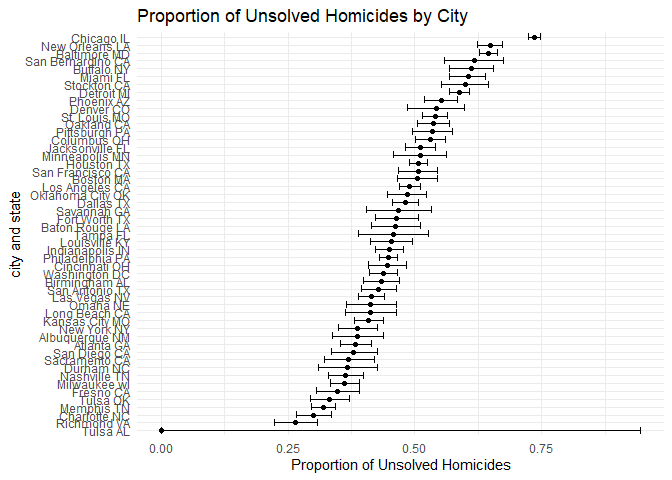 Proportion of Unsolved Homicides by City
Chicago IL
New Orleans LA
Baltimore MD
San Bernardino CA
Buffalo NY
Miami FL
Stockton CA
Detroit MI
Phoenix AZ
Denver CO
St. Louis MO
Oakland CA
Pittsburgh PA
Columbus OH
Jacksonville FL
Minneapolis MN
Houston TX
San Francisco CA
Boston MA
Los Angeles CA
Oklahoma City OK
Dallas TX
Savannah GA
Fort Worth TX
Baton Rouge LA
Tampa FL
Louisville KY
Indianapolis IN
Philadelphia PA
Cincinnati OH
Washington DC
Birmingham AL
San Antonio TX
Las Vegas NV
Omaha NE
Long Beach CA
Kansas City MO
New York NY
Albuquerque NM
Atlanta GA
San Diego CA
Sacramento CA
Durham NC
Nashville TN
Milwaukee wI
Fresno CA
Tulsa OK
Memphis TN
Charlotte NC
Richmond VA
Tulsa AL
city and state
0.00
0.25
0.50
0.75
Proportion of Unsolved Homicides